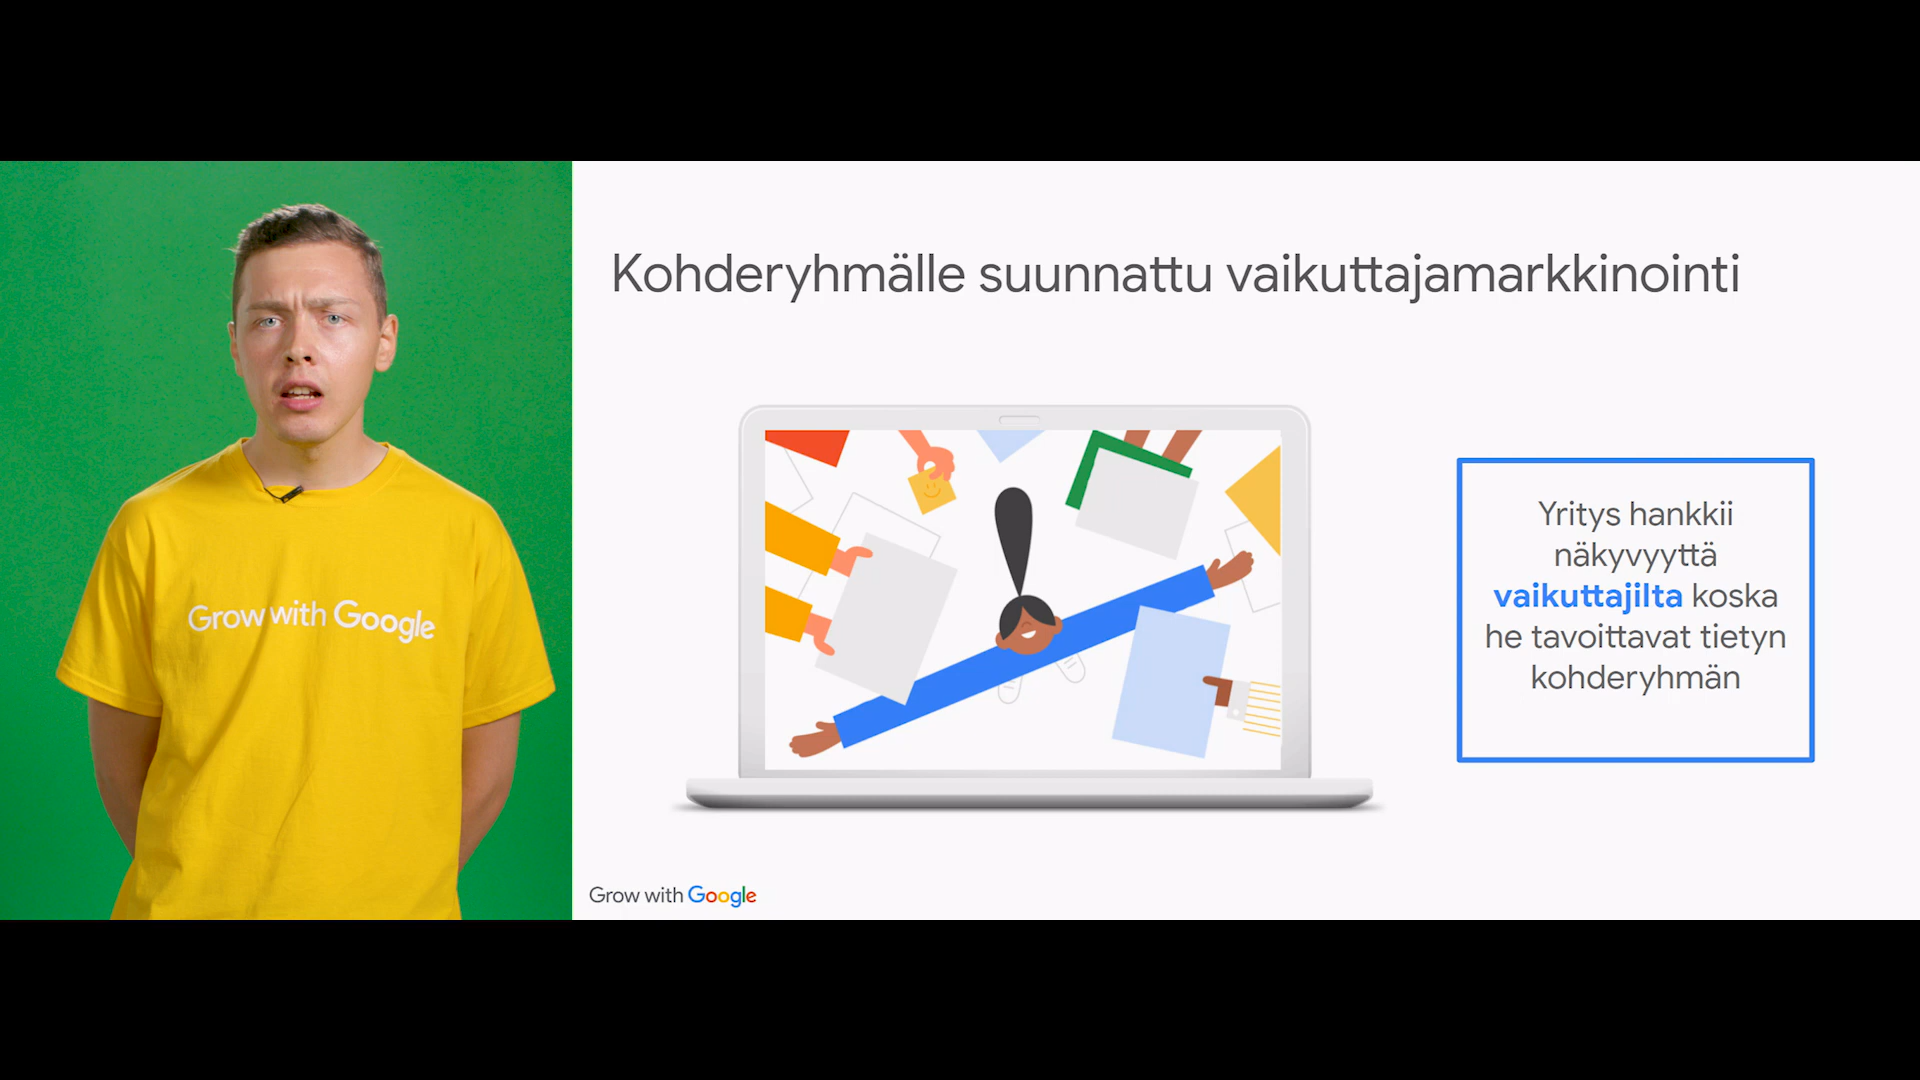 Grow with Google
Kohderyhmälle suunnattu vaikuttajamarkkinointi
Yritys hankkii
näkyvyyttä
vaikuttajilta koska
he tavoittavat tietyn
kohderyhmän
Grow with Google